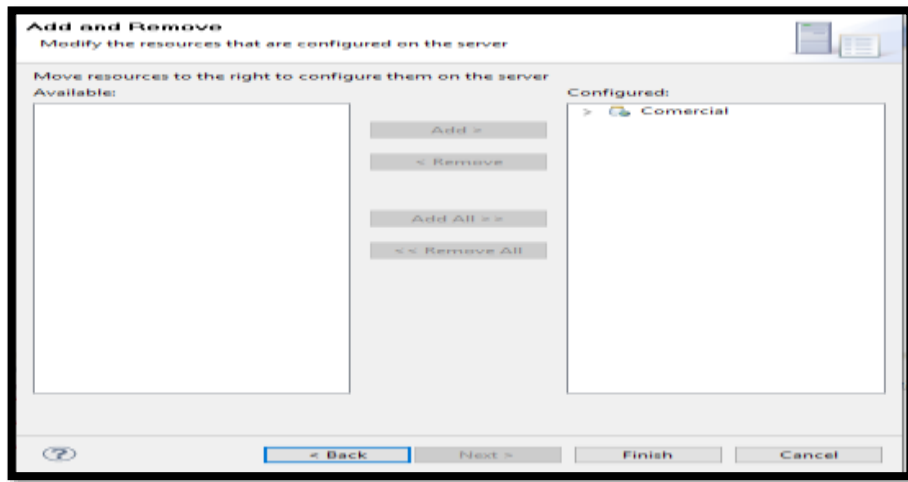 Add and Remove
Modify the resources that are configured on the server
Move resources to the right to configure them on the server
Available:
Configured:
> Comercial
Add >
< Remove
Add All >>
<< Remove All
?
< Back
Next >
Finish
Cancel